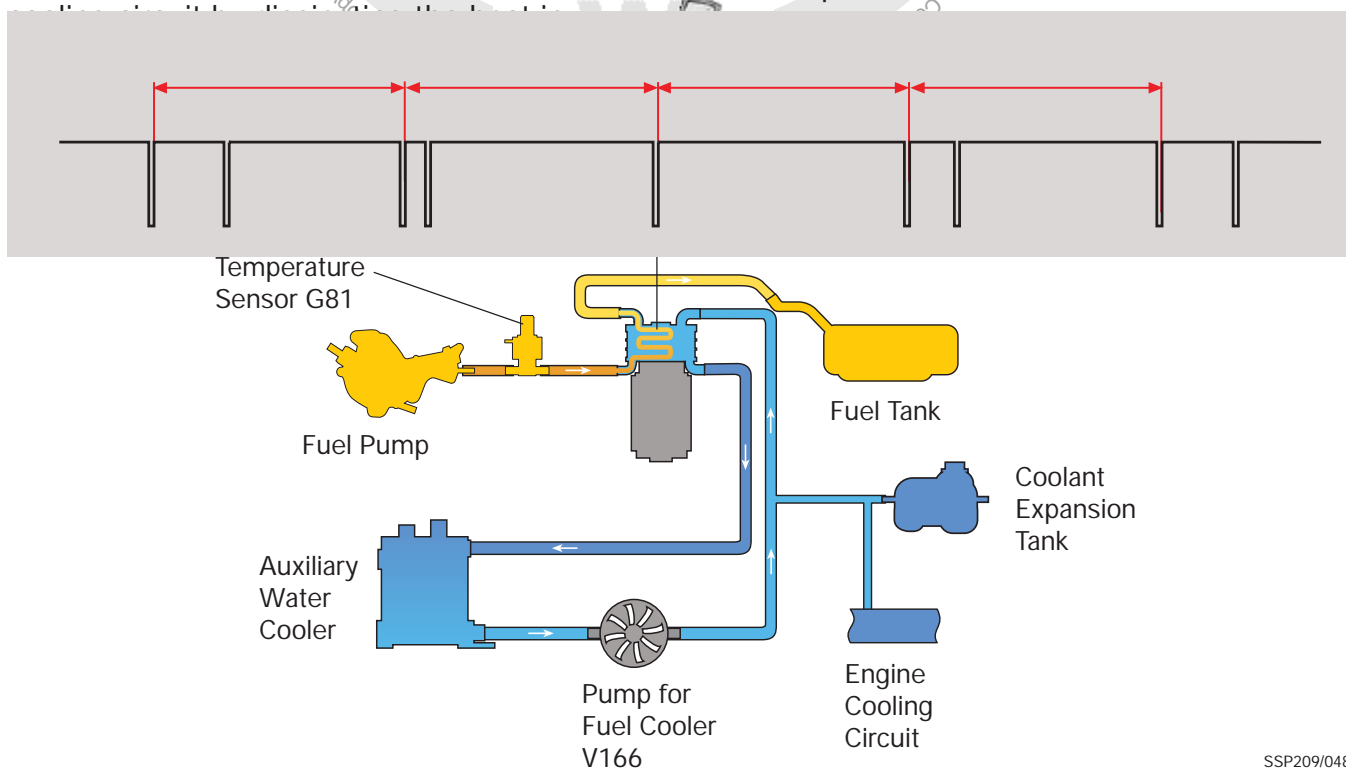 Temperature
Sensor G81
Fuel Pump
Fuel Tank
Coolant
Expansion
Tank
Auxiliary
Water
Cooler
Pump for
Fuel Cooler
V166
Engine
Cooling
Circuit
SSP209/048